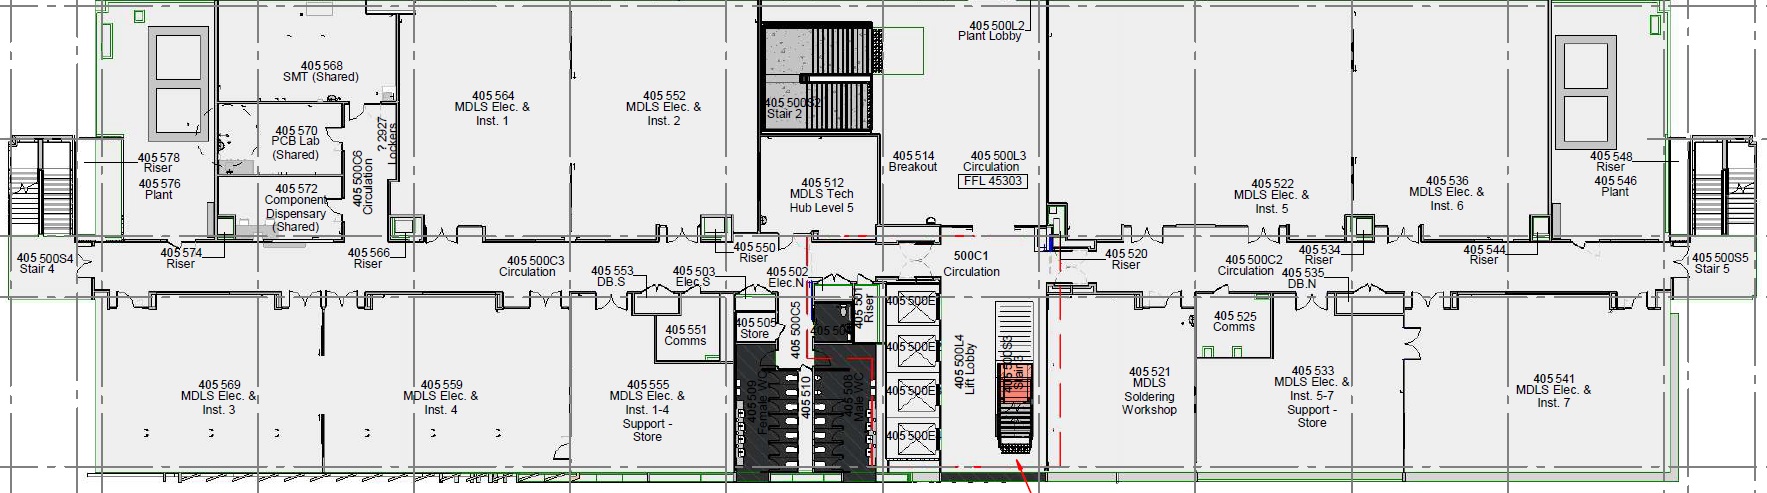 405 500L2
Plant Lobby
405 568
SMT (Shared)
405 564
MDLS Elec. &
Inst. 1
405 552
MDLS Elec. &
Inst. 2
405 500S2
Stair 2
405 570
PCB Lab
(Shared)
? 2927
Lockers
405 500C6
Circulation
405 578
Riser
405 576
Plant
405 572
Component
Dispensary
(Shared)
405 512
MDLS Tech
Hub Level 5
405 514
Breakout
405 500L3
Circulation
FFL 45303
405 522
MDLS Elec. &
Inst. 5
405 536
MDLS Elec. &
Inst. 6
405 548
Riser
405 546
Plant
405 500S4
Stair 4
405 574
Riser
405 566
Riser
405 500C3
Circulation
405 553
DB.S
405 503
Elec.S
405 550
Riser
405 502
Elec.N
500C1
Circulation
405 520
Riser
405 500C2
Circulation
405 534
Riser
405 535
DB.N
405 544
Riser
405 500S5
Stair 5
405 551
Comms
405 505
Store
405 500C5
405 501
Riser
405 500E
405 500E
405 500E
405 500E
405 500L4
Lift Lobby
405 500S3
405 525
Comms
405 569
MDLS Elec. &
Inst. 3
405 559
MDLS Elec. &
Inst. 4
405 555
MDLS Elec. &
Inst. 1-4
Support -
Store
405 509
Female WC
405 510
405 508
Male WC
405 521
MDLS
Soldering
Workshop
405 533
MDLS Elec. &
Inst. 5-7
Support -
Store
405 541
MDLS Elec. &
Inst. 7